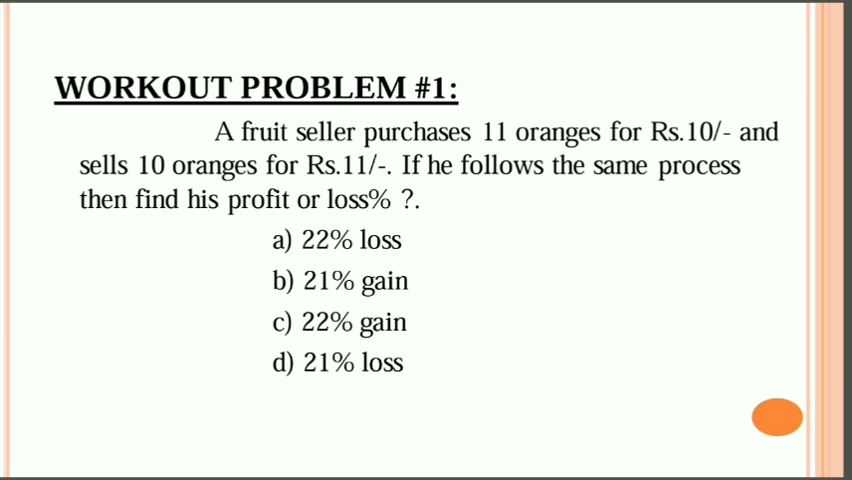 WORKOUT PROBLEM #1:
A fruit seller purchases 11 oranges for Rs.10/- and
sells 10 oranges for Rs.11/-. If he follows the same process
then find his profit or loss% ?.
a) 22% loss
b) 21% gain
c) 22% gain
d) 21% loss